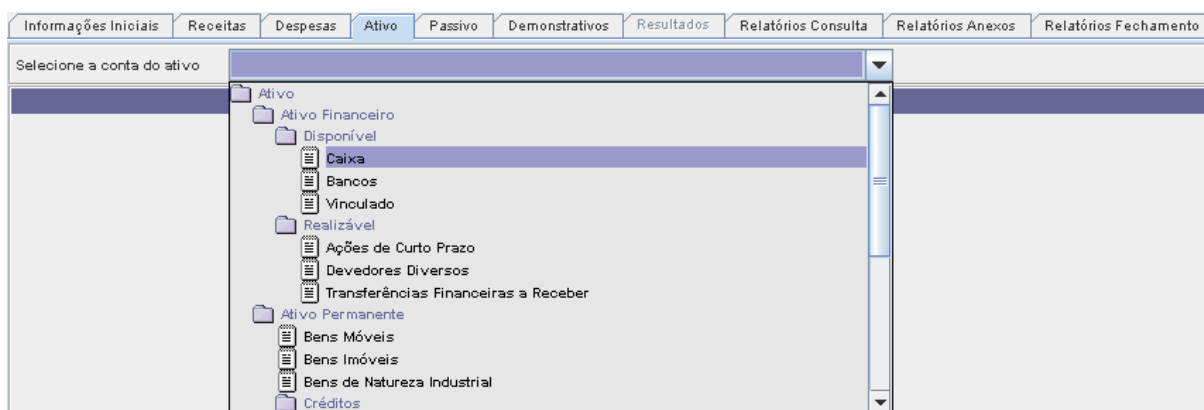 Informações Iniciais Receitas Despesas Ativo Passivo Demonstrativos Resultados Relatórios Consulta Relatórios Anexos Relatórios Fechamento
Selecione a conta do ativo
Ativo
Ativo Financeiro
Disponível
Caixa
Bancos
Vinculado
Realizável
Ações de Curto Prazo
Devedores Diversos
Transferências Financeiras a Receber
Ativo Permanente
Bens Móveis
Bens Imóveis
Bens de Natureza Industrial
Créditos